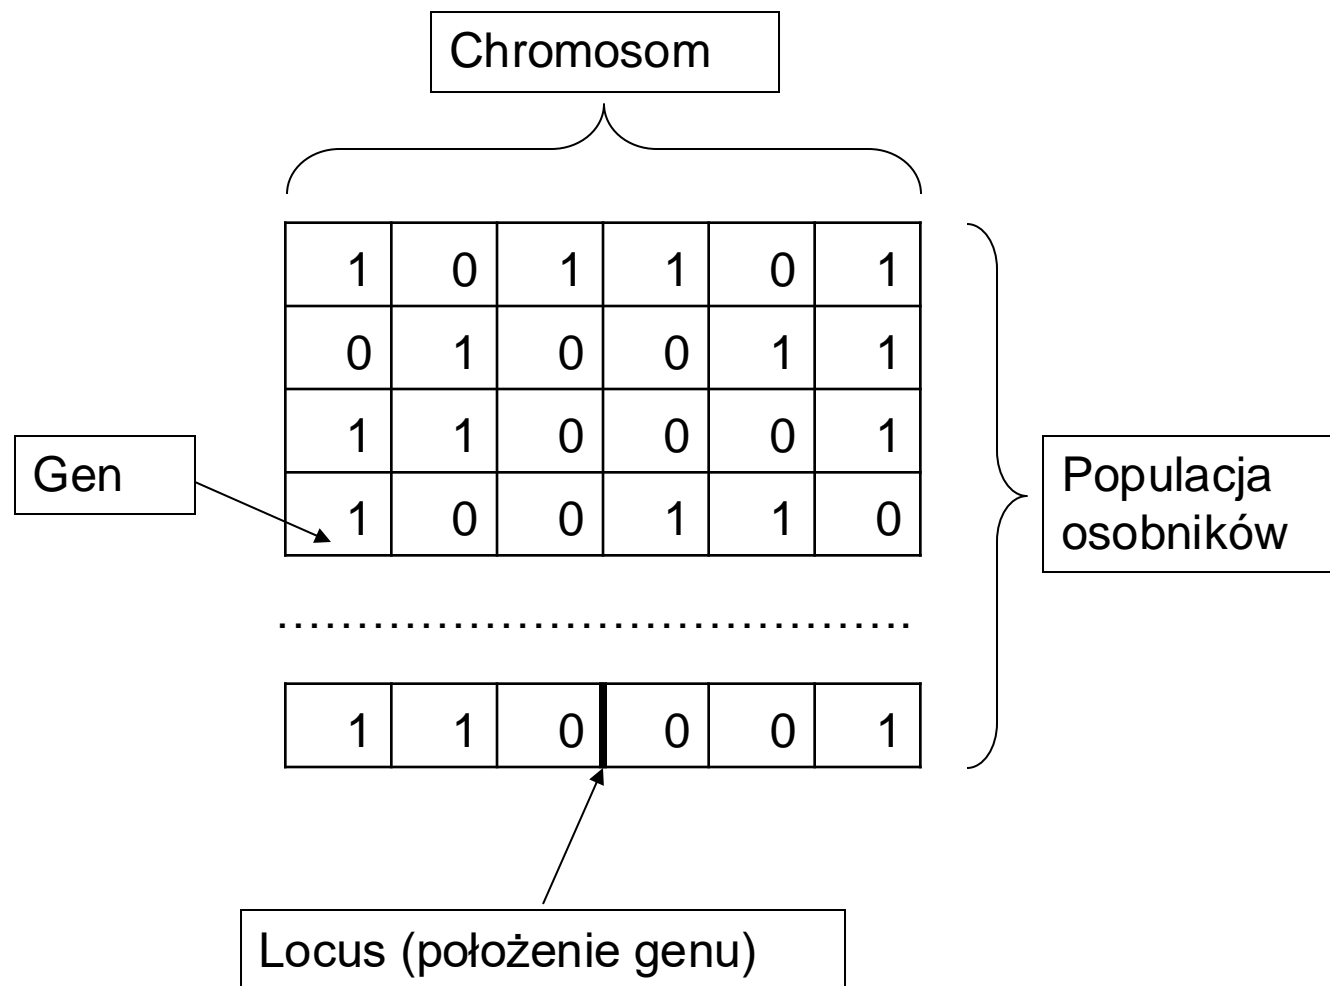 Chromosom
1 0 1 1 0 1
0 1 0 0 1 1
1 1 0 0 0 1
Gen
Populacja
osobników
1 0 0 1 1 0
1 1 0 0 0 1
Locus (położenie genu)